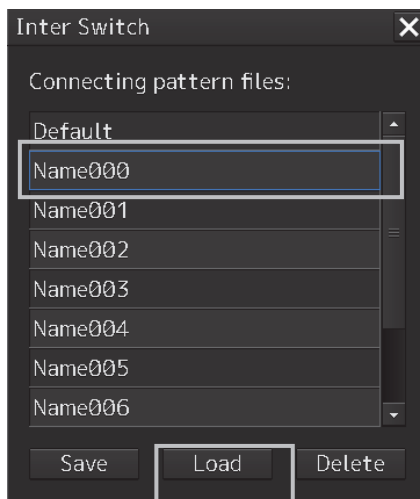 Inter Switch
Connecting pattern files:
Default
Name000
Name001
Name002
Name003
Name004
Name005
Name006
Save Load Delete